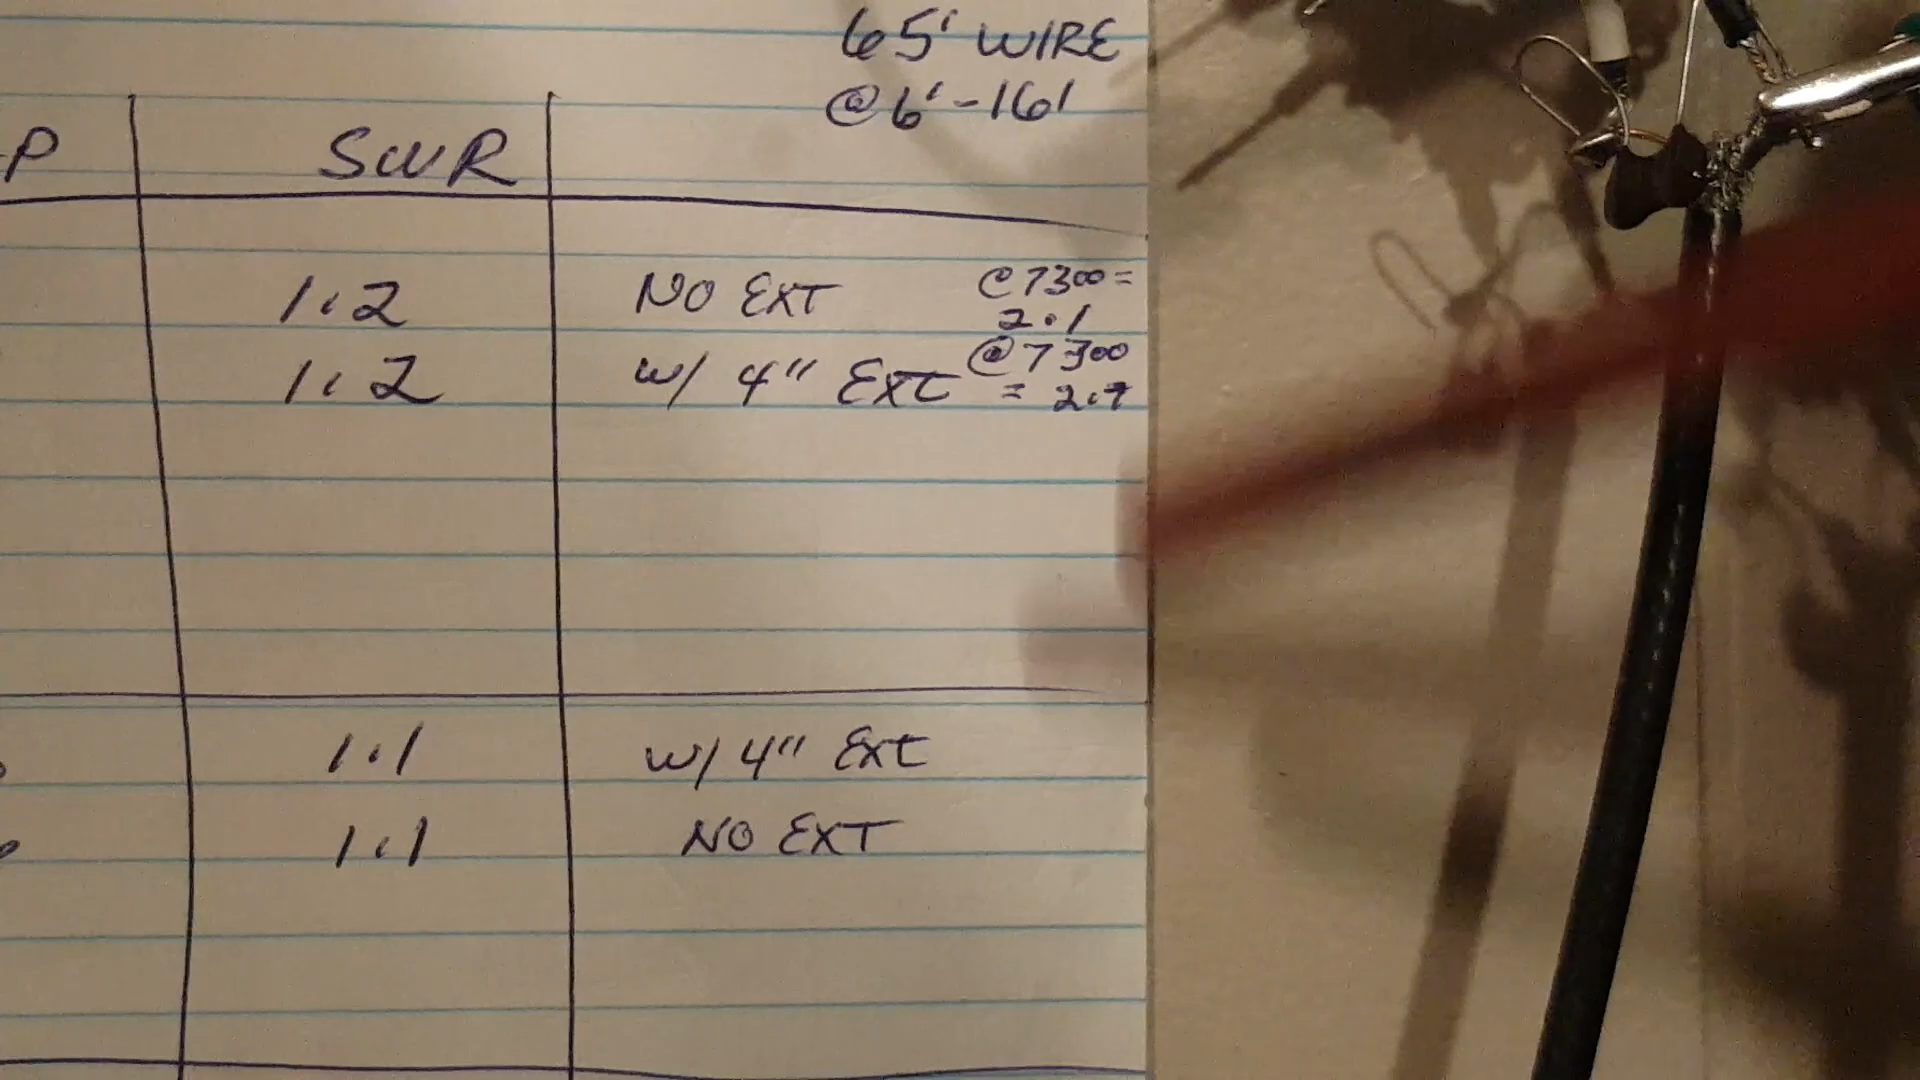 65' WIRE
@6'-16'
P SWR
1.2 NO EXT @7300=
2.1
1.2 w/ 4" EXT @7300
= 2.7
1.1 w/ 4" EXT
1.1 NO EXT